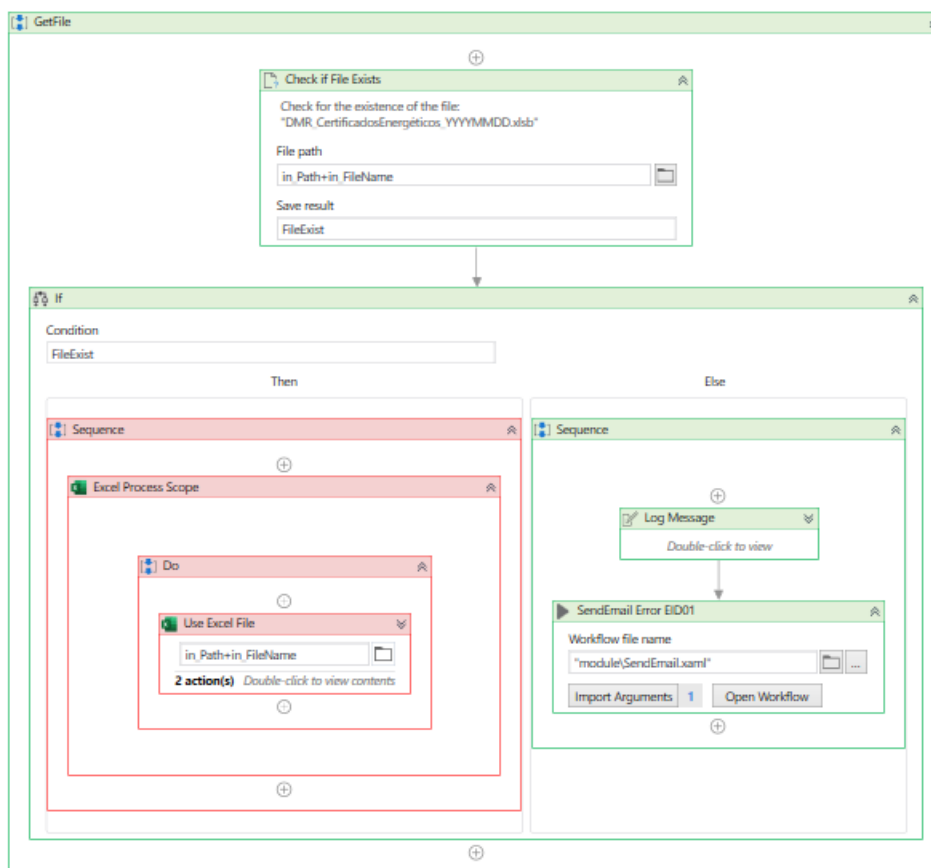 GetFile
Check if File Exists
Check for the existence of the file:
"DMR_CertificadosEnergéticos_YYYYMMDD.xlsb"
File path
in_Path+in_FileName
Save result
FileExist
If
Condition
FileExist
Then
Else
Sequence
Excel Process Scope
Do
Use Excel File
in_Path+in_FileName
2 action(s) Double-click to view contents
Sequence
Log Message
Double-click to view
SendEmail Error EID01
Workflow file name
"module\SendEmail.xaml"
...
Import Arguments 1 Open Workflow